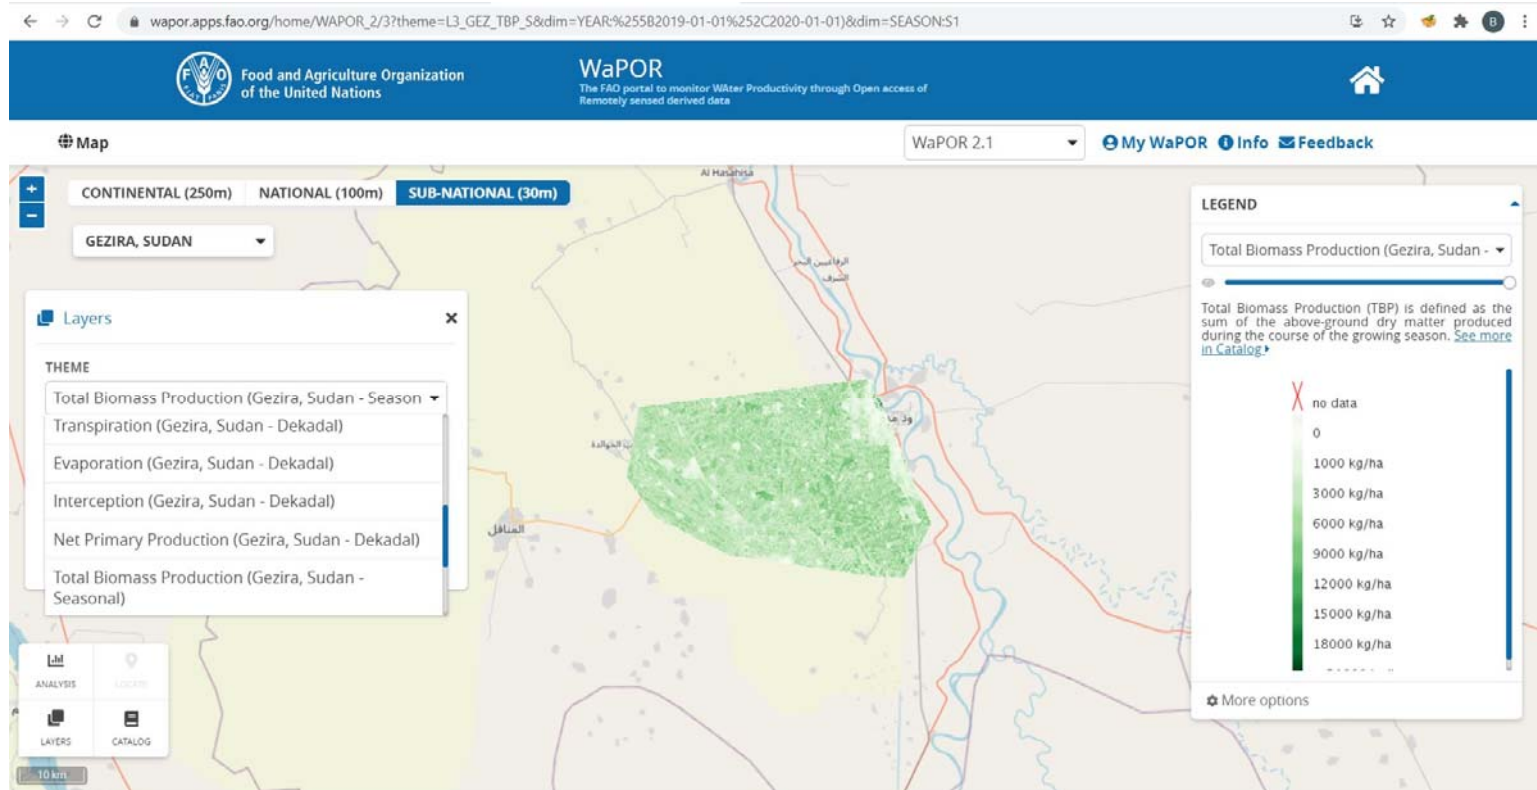 wapor.apps.fao.org/home/WAPOR_2/3?theme=L3_GEZ_TBP_S&dim=YEAR:%255B2019-01-01%252C2020-01-01)&dim=SEASON:S1
B
FAO
FIAT PANIS
Food and Agriculture Organization
of the United Nations
WaPOR
The FAO portal to monitor WAter Productivity through Open access of
Remotely sensed derived data
Map
WaPOR 2.1
My WaPOR
Info
Feedback
+
−
CONTINENTAL (250m)
NATIONAL (100m)
SUB-NATIONAL (30m)
GEZIRA, SUDAN
Layers
THEME
Total Biomass Production (Gezira, Sudan - Season
Transpiration (Gezira, Sudan - Dekadal)
Evaporation (Gezira, Sudan - Dekadal)
Interception (Gezira, Sudan - Dekadal)
Net Primary Production (Gezira, Sudan - Dekadal)
Total Biomass Production (Gezira, Sudan -
Seasonal)
ANALYSIS
LOCATE
LAYERS
CATALOG
10 km
Al Hasahisa
الشرف
المناقل
LEGEND
Total Biomass Production (Gezira, Sudan -
Total Biomass Production (TBP) is defined as the
sum of the above-ground dry matter produced
during the course of the growing season. See more
in Catalog
no data
0
1000 kg/ha
3000 kg/ha
6000 kg/ha
9000 kg/ha
12000 kg/ha
15000 kg/ha
18000 kg/ha
More options